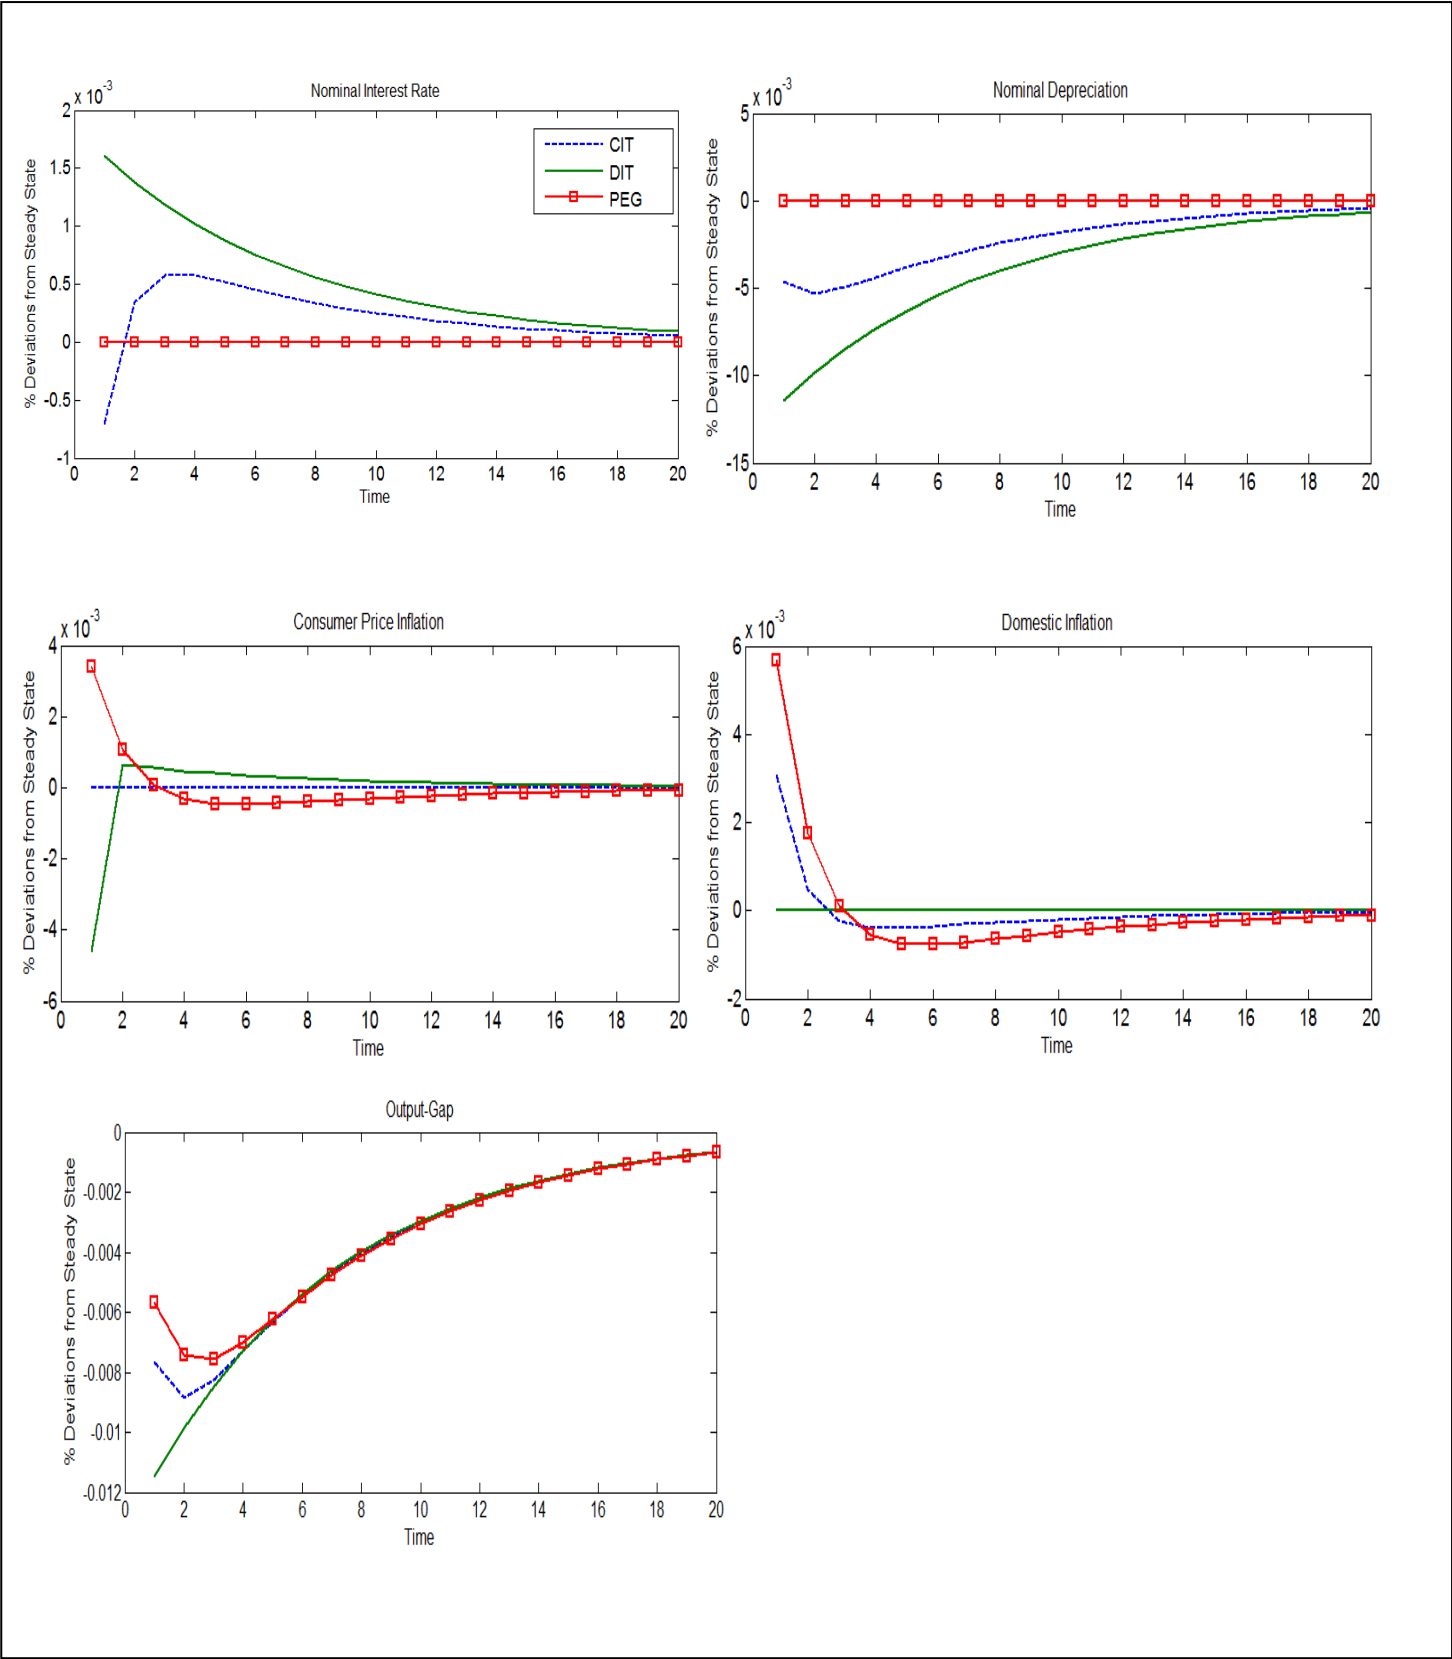 Nominal Interest Rate
x 10^-3
2
1.5
1
0.5
0
-0.5
-1
% Deviations from Steady State
CIT
DIT
PEG
0 2 4 6 8 10 12 14 16 18 20
Time
Nominal Depreciation
x 10^-3
5
0
-5
-10
-15
% Deviations from Steady State
0 2 4 6 8 10 12 14 16 18 20
Time
Consumer Price Inflation
x 10^-3
4
2
0
-2
-4
-6
% Deviations from Steady State
0 2 4 6 8 10 12 14 16 18 20
Time
Domestic Inflation
x 10^-3
6
4
2
0
-2
% Deviations from Steady State
0 2 4 6 8 10 12 14 16 18 20
Time
Output-Gap
0
-0.002
-0.004
-0.006
-0.008
-0.01
-0.012
% Deviations from Steady State
0 2 4 6 8 10 12 14 16 18 20
Time